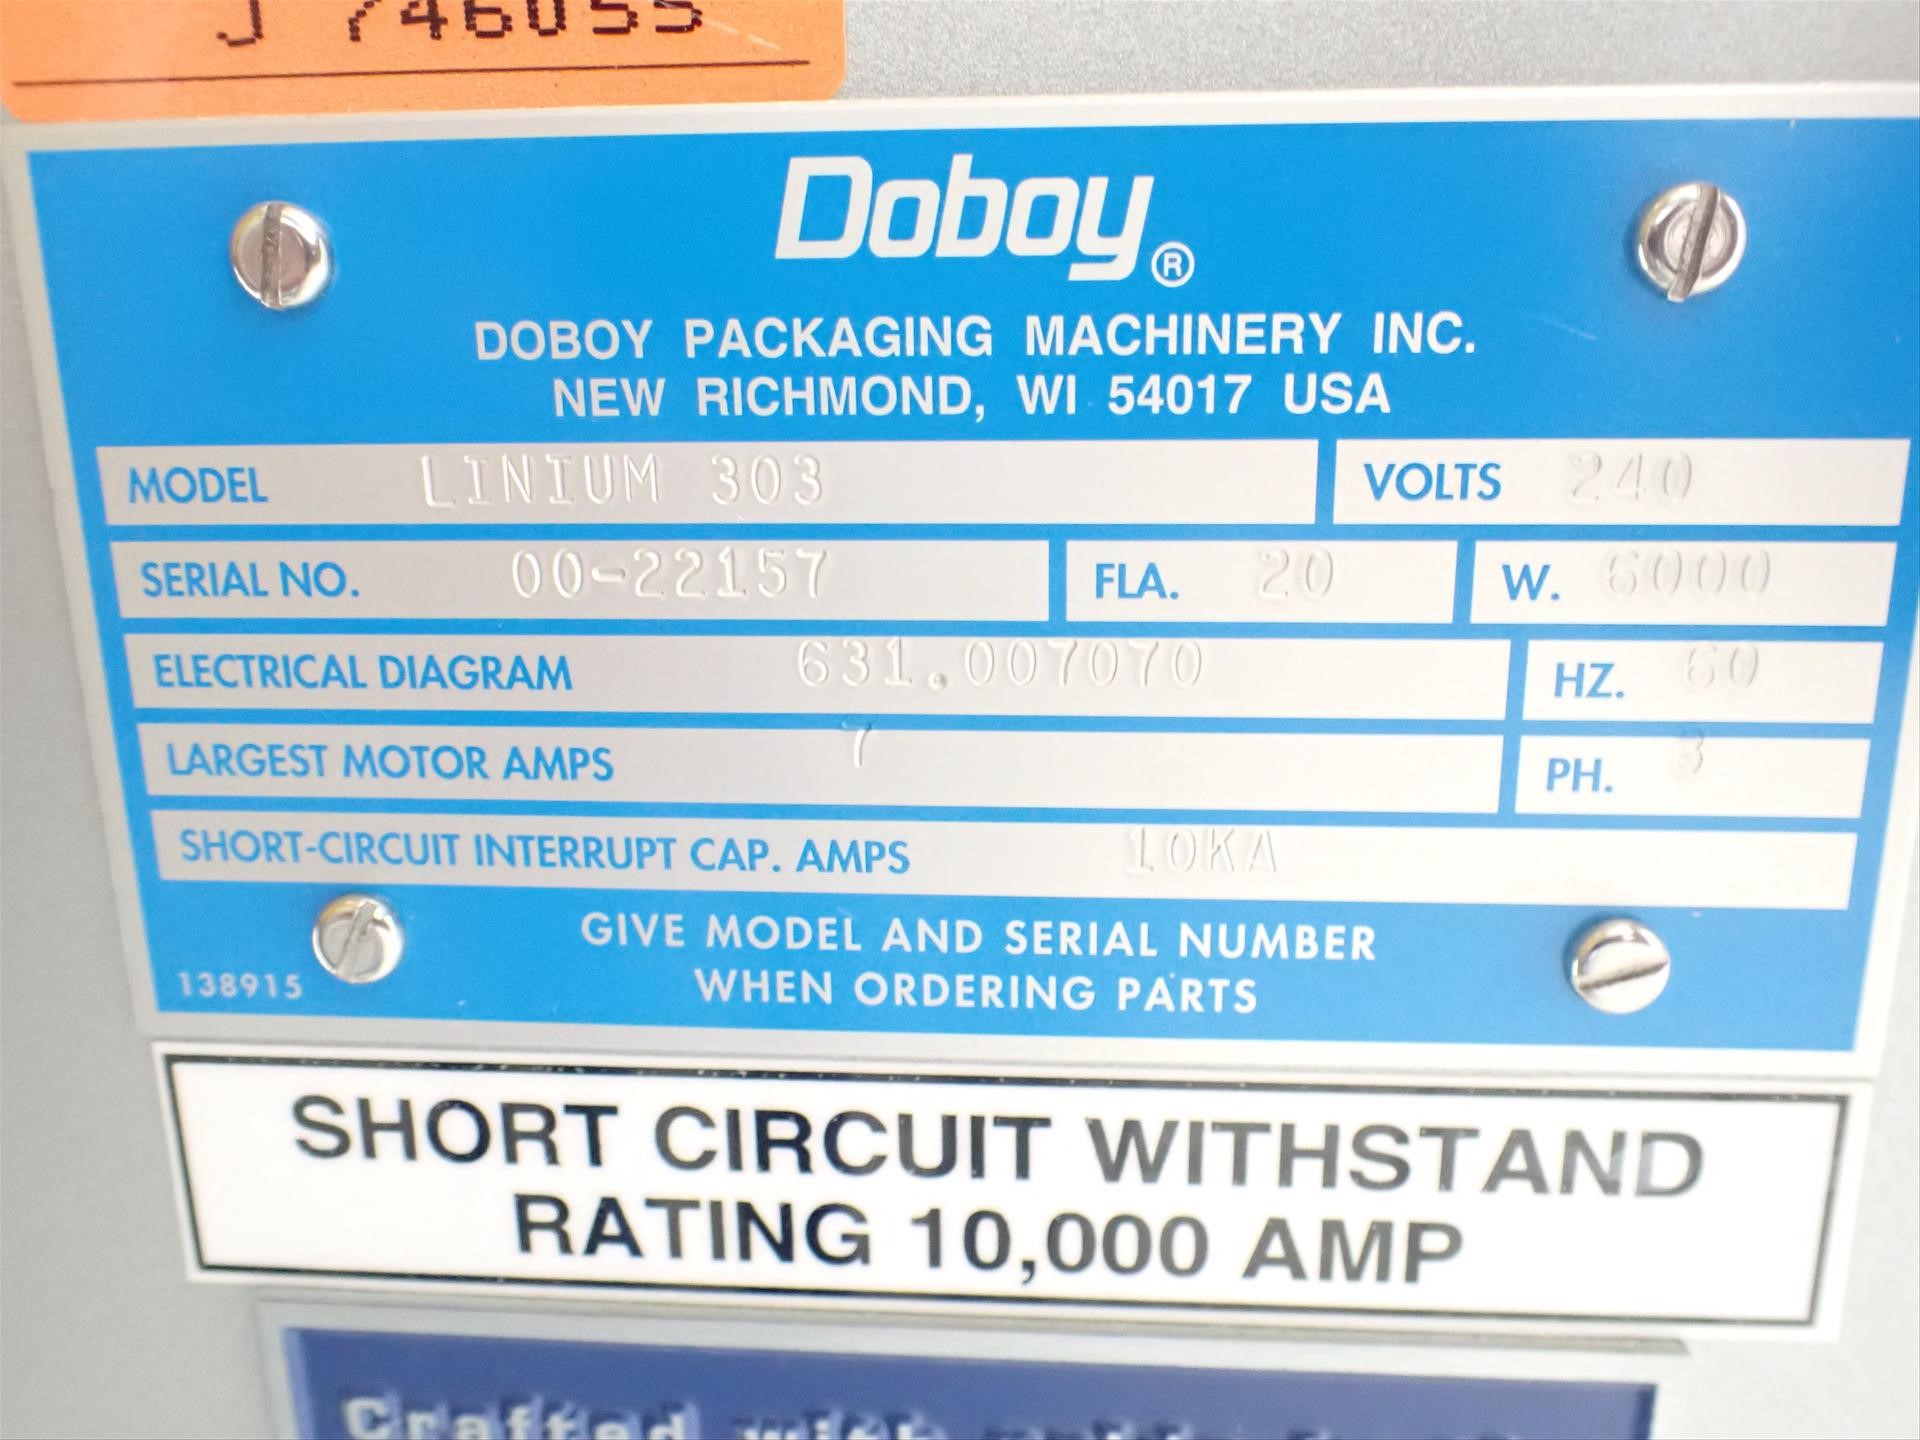 J 746055
Doboy®
DOBOY PACKAGING MACHINERY INC.
NEW RICHMOND, WI 54017 USA
MODEL LINIUM 303 VOLTS 240
SERIAL NO. 00-22157 FLA. 20 W. 6000
ELECTRICAL DIAGRAM 631.007070 HZ. 60
LARGEST MOTOR AMPS 7 PH. 3
SHORT-CIRCUIT INTERRUPT CAP. AMPS 10KA
GIVE MODEL AND SERIAL NUMBER
WHEN ORDERING PARTS
138915
SHORT CIRCUIT WITHSTAND
RATING 10,000 AMP
Crafted with